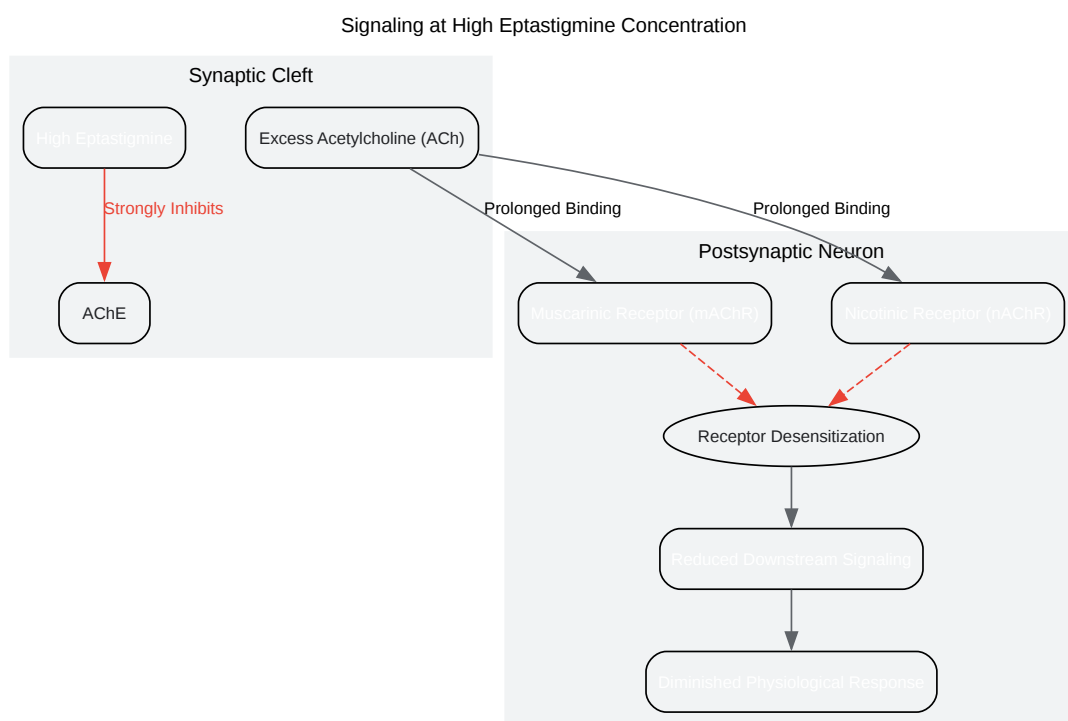 Signaling at High Eptastigmine Concentration
Synaptic Cleft
High Eptastigmine
Excess Acetylcholine (ACh)
Strongly Inhibits
Prolonged Binding
Prolonged Binding
AChE
Postsynaptic Neuron
Muscarinic Receptor (mAChR)
Nicotinic Receptor (nAChR)
Receptor Desensitization
Reduced Downstream Signaling
Diminished Physiological Response